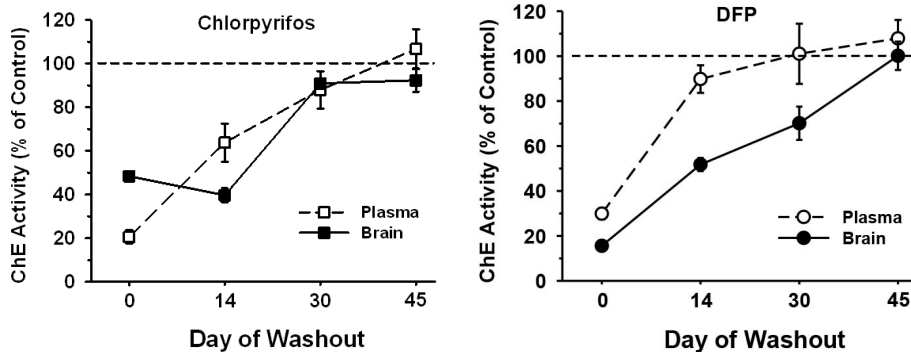 Chlorpyrifos
ChE Activity (% of Control)
120
100
80
60
40
20
0
Plasma
Brain
0 14 30 45
Day of Washout
DFP
ChE Activity (% of Control)
120
100
80
60
40
20
0
Plasma
Brain
0 14 30 45
Day of Washout